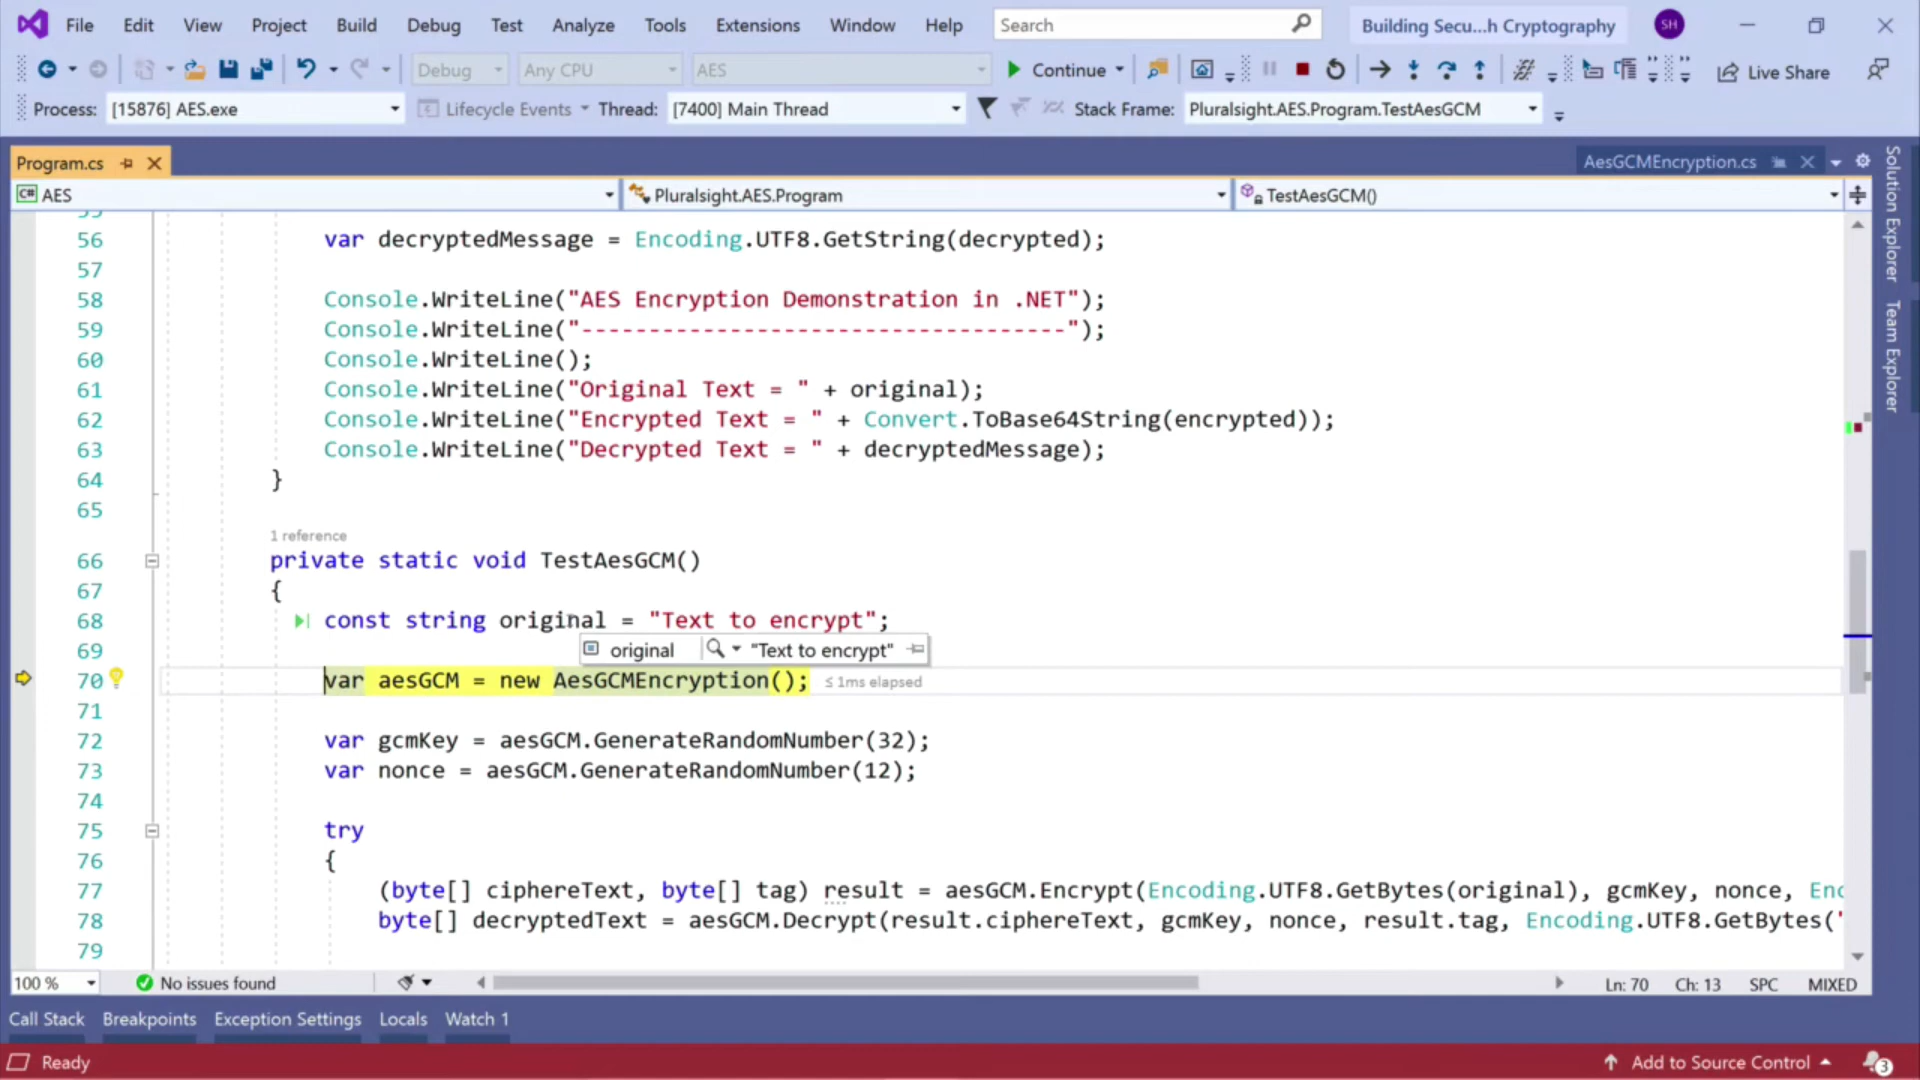 File Edit View Project Build Debug Test Analyze Tools Extensions Window Help Search Building Secu...h Cryptography SH
Debug Any CPU AES Continue Live Share
Process: [15876] AES.exe Lifecycle Events Thread: [7400] Main Thread Stack Frame: Pluralsight.AES.Program.TestAesGCM
Program.cs AesGCMEncryption.cs
C# AES Pluralsight.AES.Program TestAesGCM()
Solution Explorer
Team Explorer
56 var decryptedMessage = Encoding.UTF8.GetString(decrypted);
57
58 Console.WriteLine("AES Encryption Demonstration in .NET");
59 Console.WriteLine("------------------------------------");
60 Console.WriteLine();
61 Console.WriteLine("Original Text = " + original);
62 Console.WriteLine("Encrypted Text = " + Convert.ToBase64String(encrypted));
63 Console.WriteLine("Decrypted Text = " + decryptedMessage);
64 }
65
1 reference
66 private static void TestAesGCM()
67 {
68 const string original = "Text to encrypt";
69 original "Text to encrypt"
70 var aesGCM = new AesGCMEncryption(); ≤ 1ms elapsed
71
72 var gcmKey = aesGCM.GenerateRandomNumber(32);
73 var nonce = aesGCM.GenerateRandomNumber(12);
74
75 try
76 {
77 (byte[] ciphereText, byte[] tag) result = aesGCM.Encrypt(Encoding.UTF8.GetBytes(original), gcmKey, nonce, Enc
78 byte[] decryptedText = aesGCM.Decrypt(result.ciphereText, gcmKey, nonce, result.tag, Encoding.UTF8.GetBytes("
79
100 % No issues found Ln: 70 Ch: 13 SPC MIXED
Call Stack Breakpoints Exception Settings Locals Watch 1
Ready Add to Source Control 3